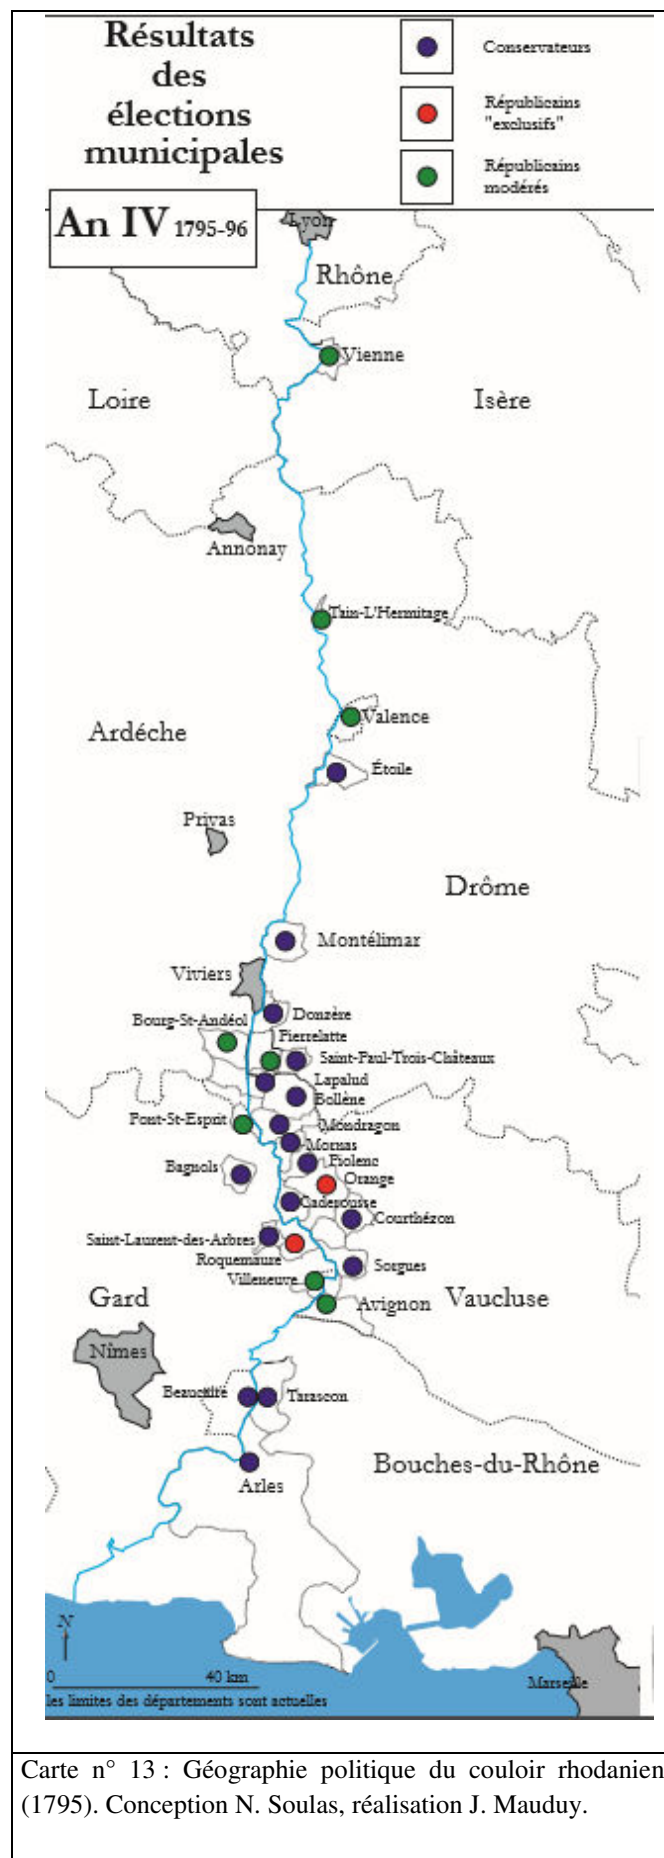 Résultats
des
élections
municipales
Conservateurs
Républicains
"exclusifs"
Républicains
modérés
An IV 1795-96
Lyon
Rhône
Vienne
Loire
Isère
Annonay
Tain-L'Hermitage
Valence
Ardéche
Étoile
Privas
Drôme
Montélimar
Viviers
Donzère
Bourg-St-Andéol
Pierrelatte
Saint-Paul-Trois-Châteaux
Lapalud
Bollène
Pont-St-Esprit
Mondragon
Mornas
Piolenc
Bagnols
Orange
Caderousse
Courthézon
Saint-Laurent-des-Arbres
Roquemaure
Sorgues
Villeneuve
Gard
Avignon
Vaucluse
Nîmes
Beaucaire
Tarascon
Bouches-du-Rhône
Arles
N
0
40 km
Marseille
les limites des départements sont actuelles
Carte n° 13 : Géographie politique du couloir rhodanien
(1795). Conception N. Soulas, réalisation J. Mauduy.